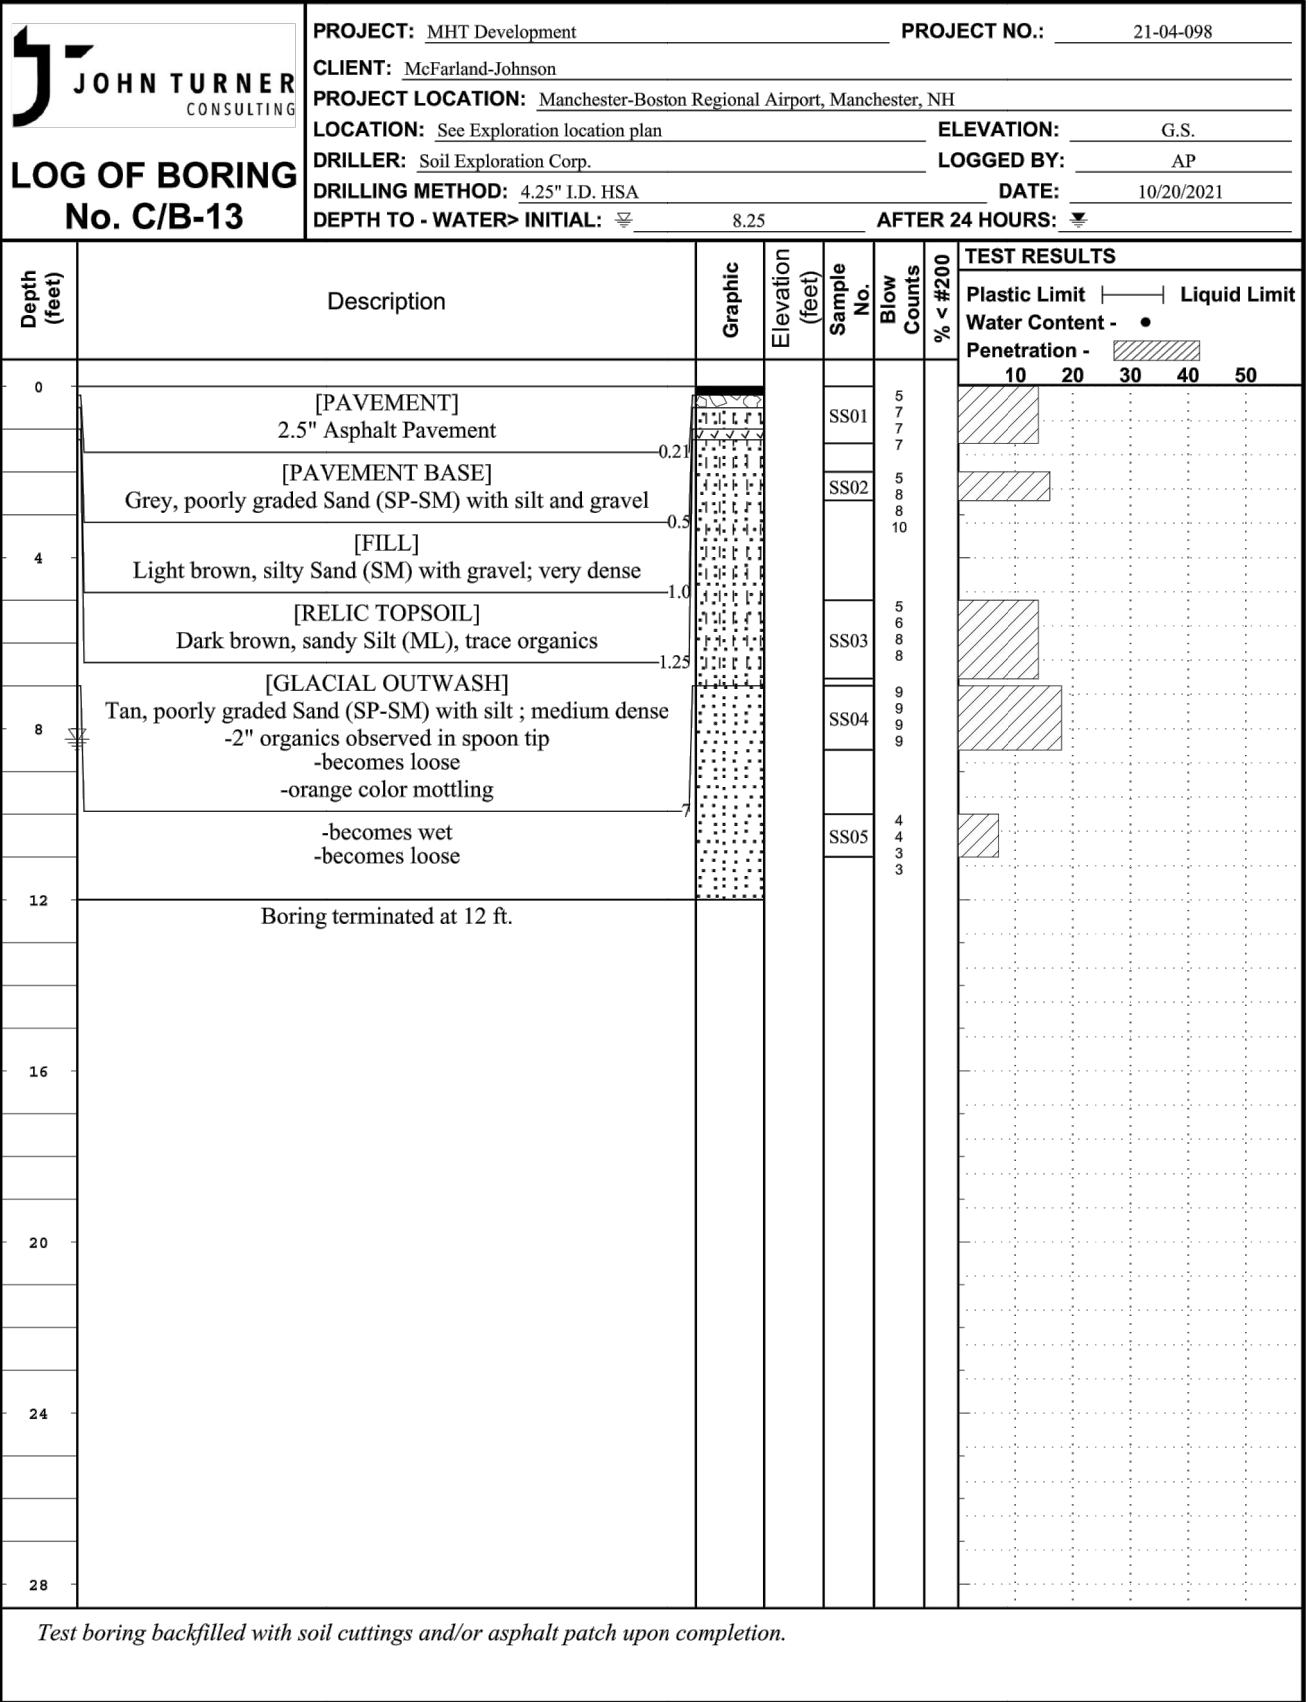 JOHN TURNER
CONSULTING
LOG OF BORING
No. C/B-13
PROJECT: MHT Development PROJECT NO.: 21-04-098
CLIENT: McFarland-Johnson
PROJECT LOCATION: Manchester-Boston Regional Airport, Manchester, NH
LOCATION: See Exploration location plan ELEVATION: G.S.
DRILLER: Soil Exploration Corp. LOGGED BY: AP
DRILLING METHOD: 4.25" I.D. HSA DATE: 10/20/2021
DEPTH TO - WATER> INITIAL: 8.25 AFTER 24 HOURS:
Depth
(feet)
Description
Graphic
Elevation
(feet)
Sample
No.
Blow
Counts
% < #200
TEST RESULTS
Plastic Limit Liquid Limit
Water Content -
Penetration -
10 20 30 40 50
0
[PAVEMENT]
2.5" Asphalt Pavement
0.21
SS01
5
7
7
7
[PAVEMENT BASE]
Grey, poorly graded Sand (SP-SM) with silt and gravel
0.5
SS02
5
8
8
10
4
[FILL]
Light brown, silty Sand (SM) with gravel; very dense
1.0
[RELIC TOPSOIL]
Dark brown, sandy Silt (ML), trace organics
1.25
SS03
5
6
8
8
[GLACIAL OUTWASH]
Tan, poorly graded Sand (SP-SM) with silt ; medium dense
8
-2" organics observed in spoon tip
-becomes loose
-orange color mottling
7
SS04
9
9
9
9
-becomes wet
-becomes loose
SS05
4
4
3
3
12
Boring terminated at 12 ft.
16
20
24
28
Test boring backfilled with soil cuttings and/or asphalt patch upon completion.